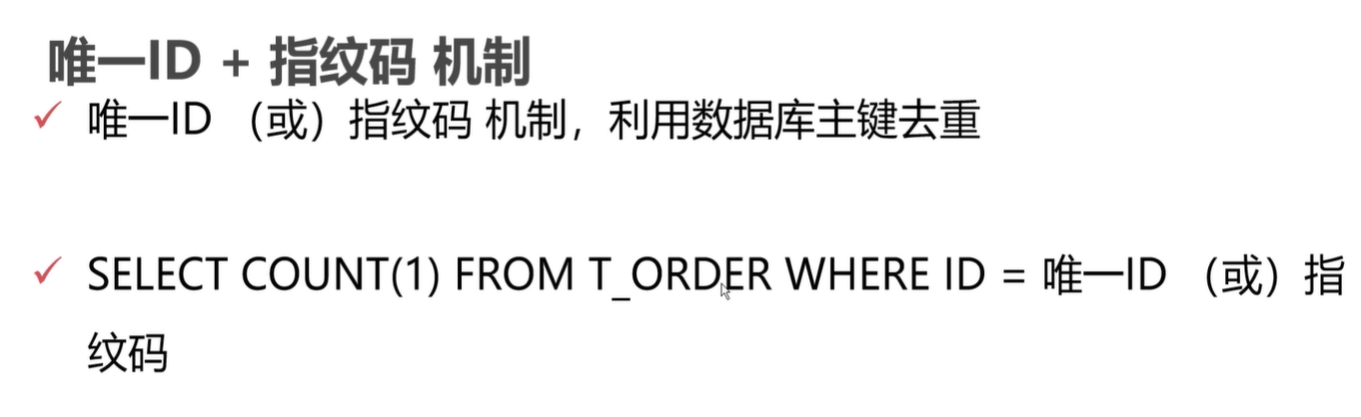 唯一ID + 指纹码 机制
唯一ID （或）指纹码 机制，利用数据库主键去重
SELECT COUNT(1) FROM T_ORDER WHERE ID = 唯一ID （或）指
纹码